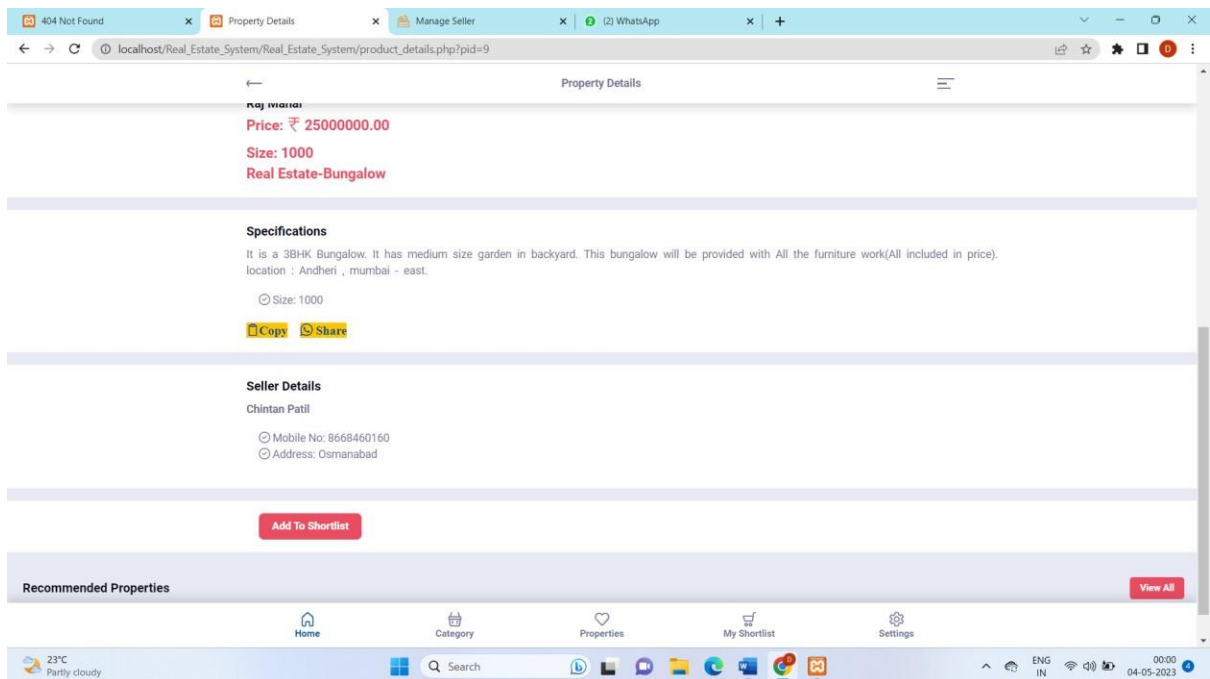 404 Not Found
Property Details
Manage Seller
(2) WhatsApp
localhost/Real_Estate_System/Real_Estate_System/product_details.php?pid=9
D
Property Details
Raj Mahal
Price: ₹ 25000000.00
Size: 1000
Real Estate-Bungalow
Specifications
It is a 3BHK Bungalow. It has medium size garden in backyard. This bungalow will be provided with All the furniture work(All included in price).
location : Andheri , mumbai - east.
Size: 1000
Copy Share
Seller Details
Chintan Patil
Mobile No: 8668460160
Address: Osmanabad
Add To Shortlist
Recommended Properties
View All
Home Category Properties My Shortlist Settings
23°C
Partly cloudy
Search
ENG
IN
00:00
04-05-2023
4